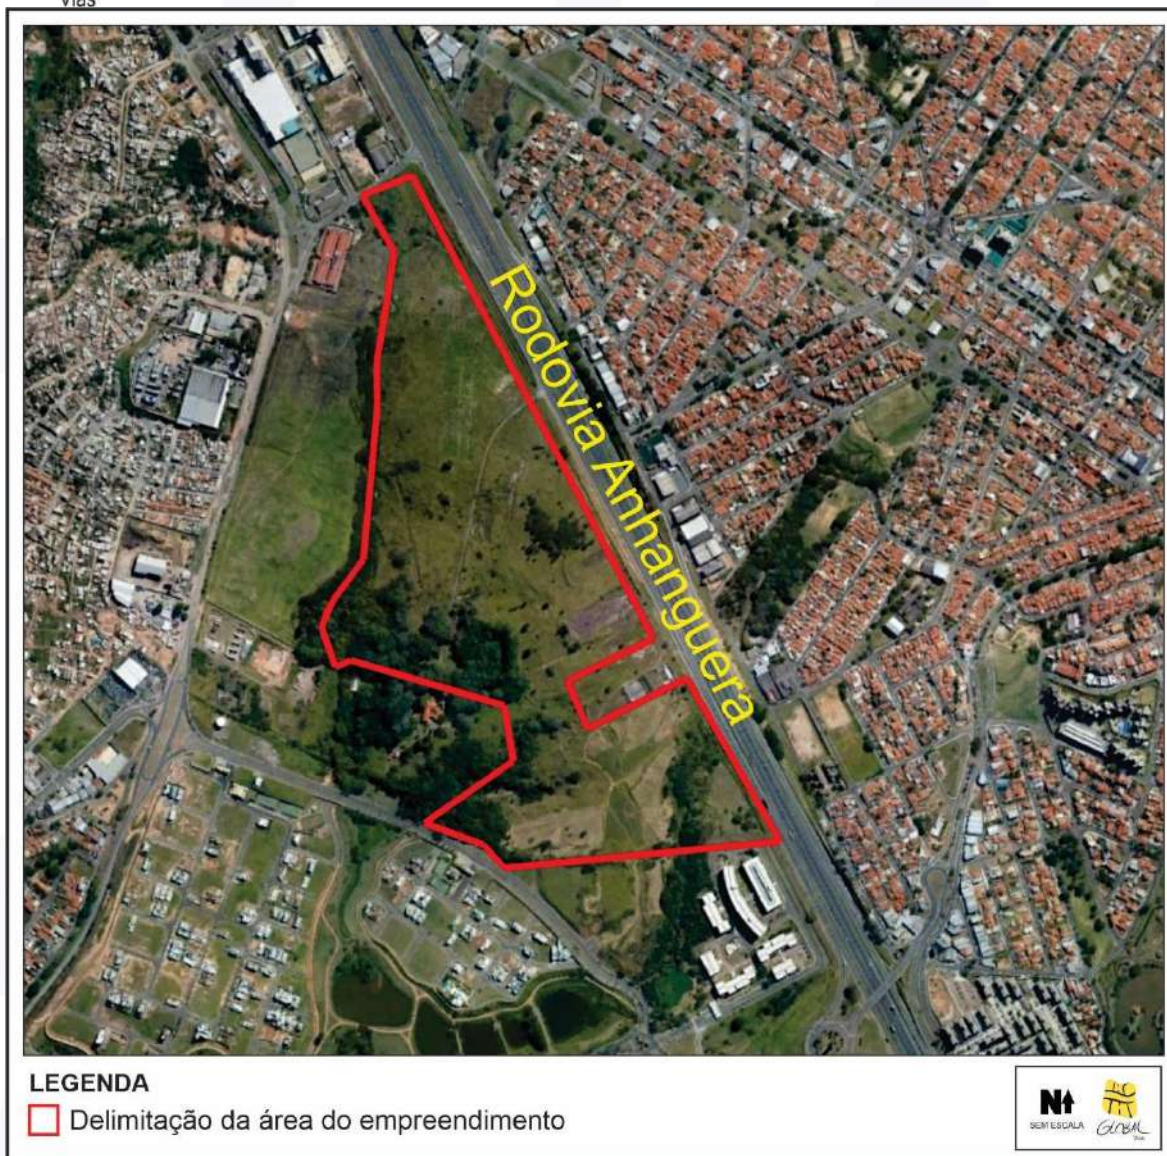 Vias
Rodovia Anhanguera
LEGENDA
Delimitação da área do empreendimento
N
SEM ESCALA
GLOBAL